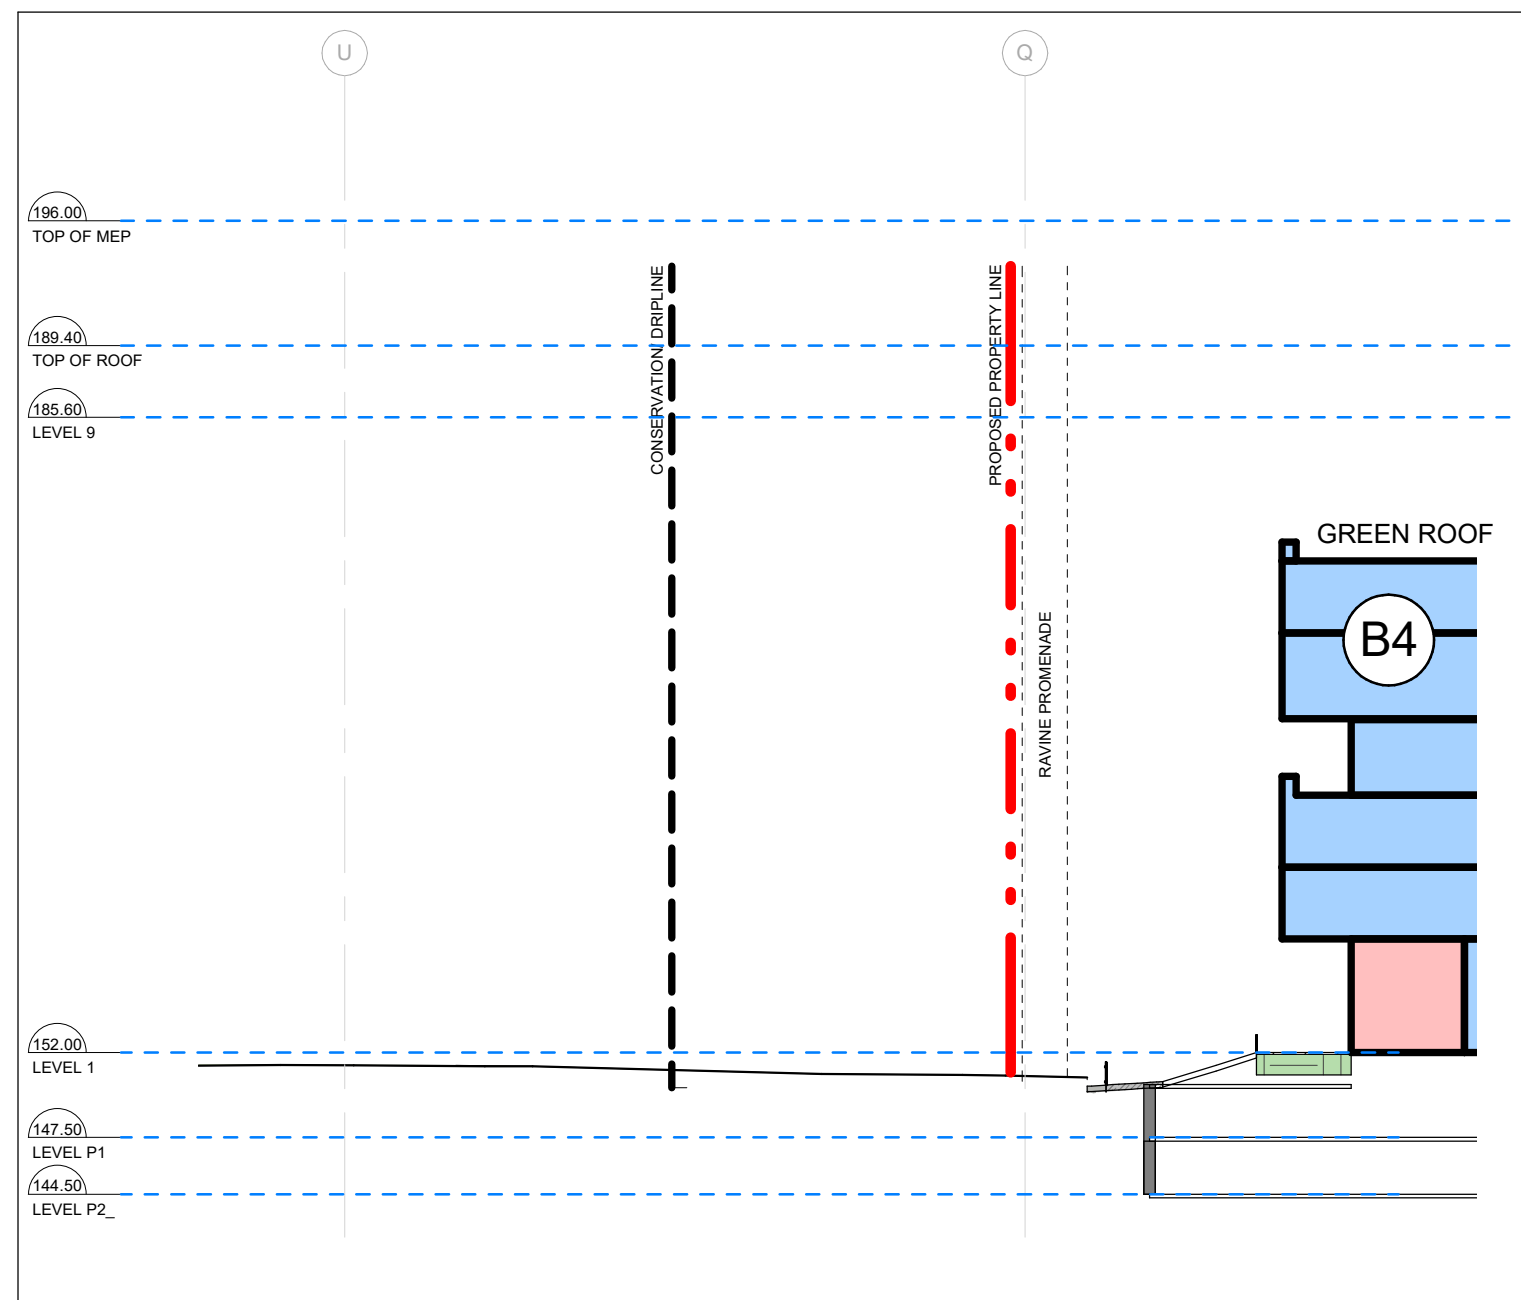 U
Q
196.00
TOP OF MEP
189.40
TOP OF ROOF
185.60
LEVEL 9
CONSERVATION/ DRIPLINE
PROPOSED PROPERTY LINE
RAVINE PROMENADE
GREEN ROOF
B4
152.00
LEVEL 1
147.50
LEVEL P1
144.50
LEVEL P2_